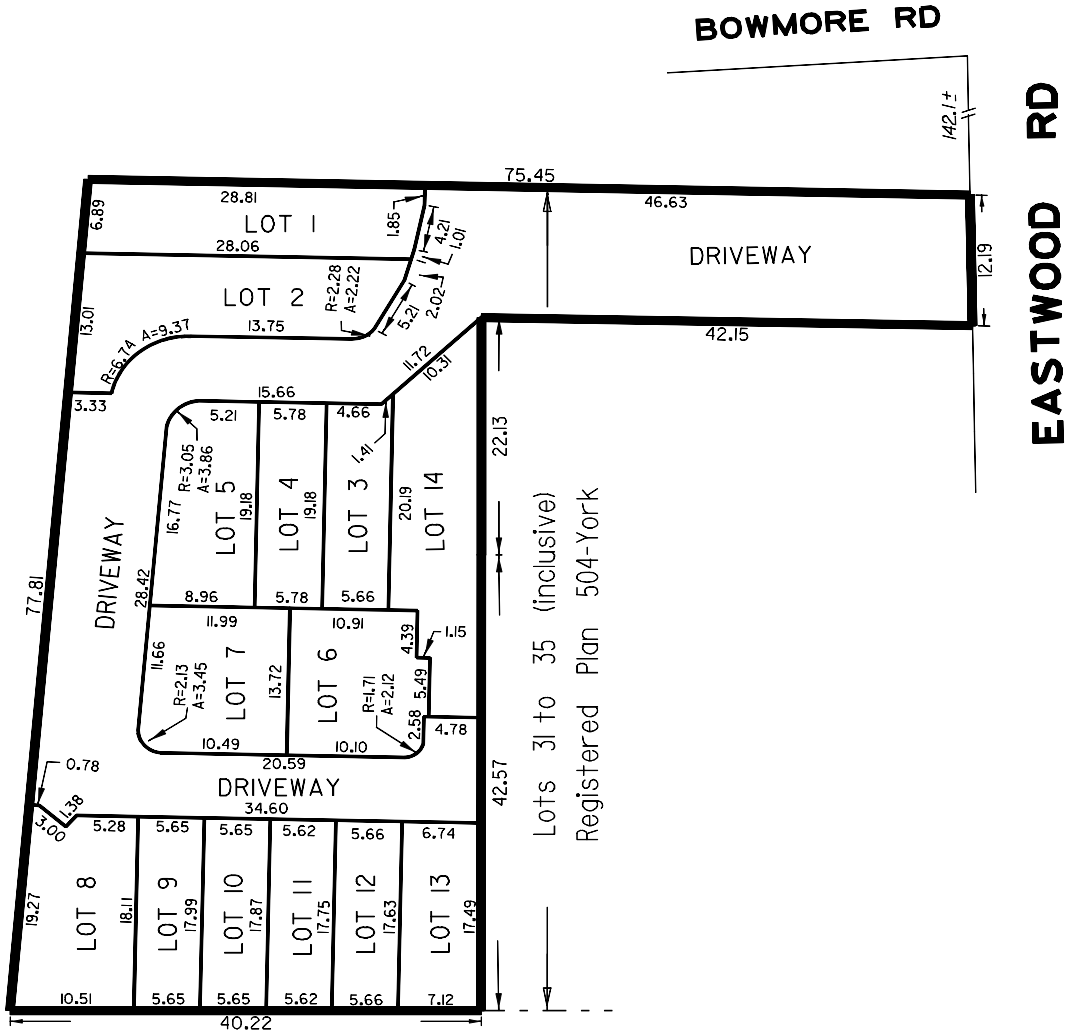 BOWMORE RD
EASTWOOD RD
142.1±
75.45
28.81
46.63
6.89
LOT 1
1.85
4.21
1.01
DRIVEWAY
12.19
28.06
LOT 2
R=2.28
A=2.22
2.02
5.21
13.01
R=6.74 A=9.37
13.75
42.15
11.72
10.31
3.33
15.66
5.21
5.78
4.66
1.41
22.13
R=3.05
A=3.86
16.77
LOT 5
19.18
LOT 4
19.18
LOT 3
20.19
LOT 14
DRIVEWAY
77.81
28.42
8.96
5.78
5.66
11.99
10.91
4.39
1.15
11.66
R=2.13
A=3.45
LOT 7
13.72
LOT 6
R=1.71
A=2.12
5.49
2.58
4.78
10.49
10.10
20.59
0.78
DRIVEWAY
34.60
42.57
Lots 31 to 35 (inclusive)
Registered Plan 504-York
3.00
1.38
5.28
5.65
5.65
5.62
5.66
6.74
19.27
LOT 8
18.11
LOT 9
17.99
LOT 10
17.87
LOT 11
17.75
LOT 12
17.63
LOT 13
17.49
10.51
5.65
5.65
5.62
5.66
7.12
40.22